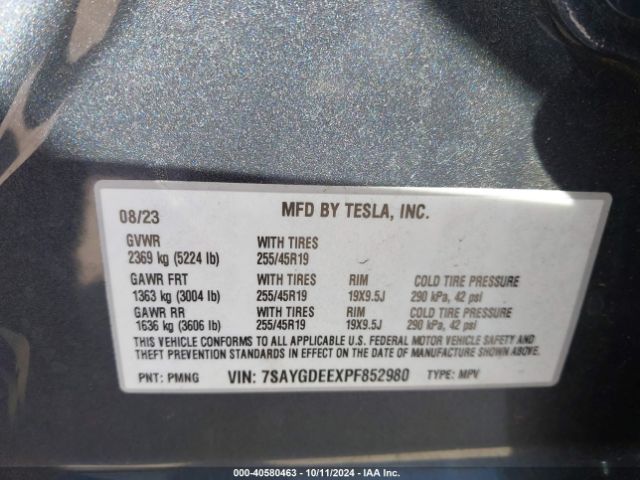 08/23 MFD BY TESLA, INC.
GVWR WITH TIRES
2369 kg (5224 lb) 255/45R19
GAWR FRT WITH TIRES RIM COLD TIRE PRESSURE
1363 kg (3004 lb) 255/45R19 19X9.5J 290 kPa, 42 psi
GAWR RR WITH TIRES RIM COLD TIRE PRESSURE
1636 kg (3606 lb) 255/45R19 19X9.5J 290 kPa, 42 psi
THIS VEHICLE CONFORMS TO ALL APPLICABLE U.S. FEDERAL MOTOR VEHICLE SAFETY AND
THEFT PREVENTION STANDARDS IN EFFECT ON THE DATE OF MANUFACTURE SHOWN ABOVE.
PNT: PMNG VIN: 7SAYGDEEXPF852980 TYPE: MPV
000-40580463 - 10/11/2024 - IAA Inc.